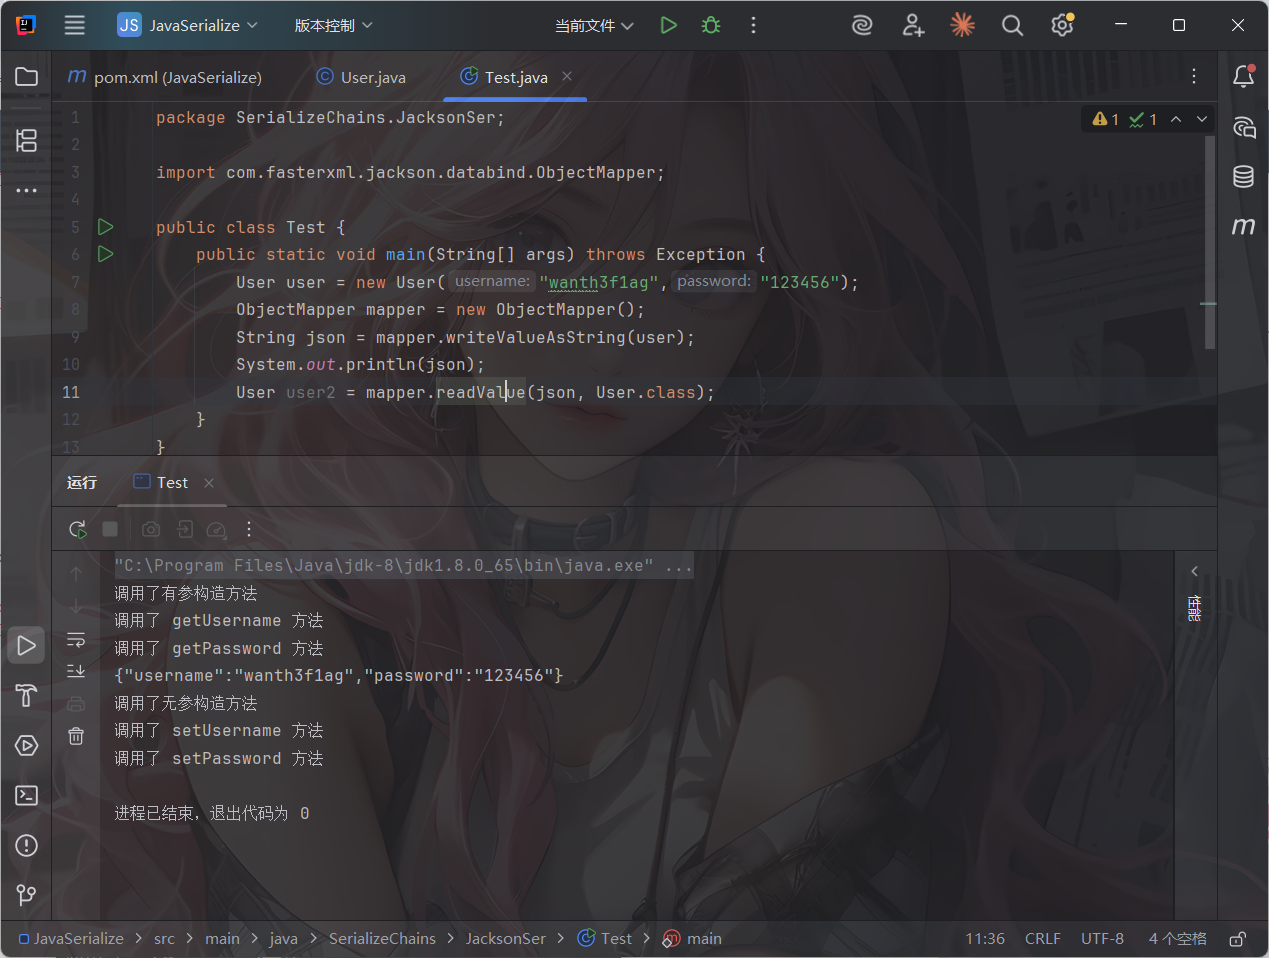 JS JavaSerialize 版本控制 当前文件
m pom.xml (JavaSerialize) User.java Test.java
1 package SerializeChains.JacksonSer;
1 1
2
3 import com.fasterxml.jackson.databind.ObjectMapper;
4
5 public class Test {
6 public static void main(String[] args) throws Exception {
7 User user = new User( username: "wanth3f1ag", password: "123456");
8 ObjectMapper mapper = new ObjectMapper();
9 String json = mapper.writeValueAsString(user);
10 System.out.println(json);
11 User user2 = mapper.readValue(json, User.class);
12 }
13 }
运行 Test
"C:\Program Files\Java\jdk-8\jdk1.8.0_65\bin\java.exe" ...
调用了有参构造方法
调用了 getUsername 方法
调用了 getPassword 方法
{"username":"wanth3f1ag","password":"123456"}
调用了无参构造方法
调用了 setUsername 方法
调用了 setPassword 方法
进程已结束，退出代码为 0
性能
JavaSerialize > src > main > java > SerializeChains > JacksonSer > Test > main 11:36 CRLF UTF-8 4 个空格